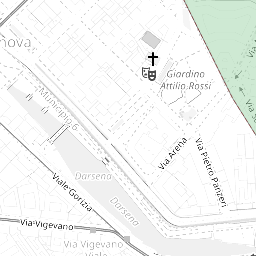 nova
Giardino
Attilio Rossi
Municipio 6
Via Arena
Via Pietro Panzeri
Darsena
Viale Gorizia
Darsena
Via Vigevano
Via Vigevano
Viale